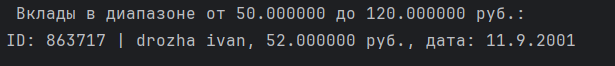 Вклады в диапазоне от 50.000000 до 120.000000 руб.:
ID: 863717 | drozha ivan, 52.000000 руб., дата: 11.9.2001